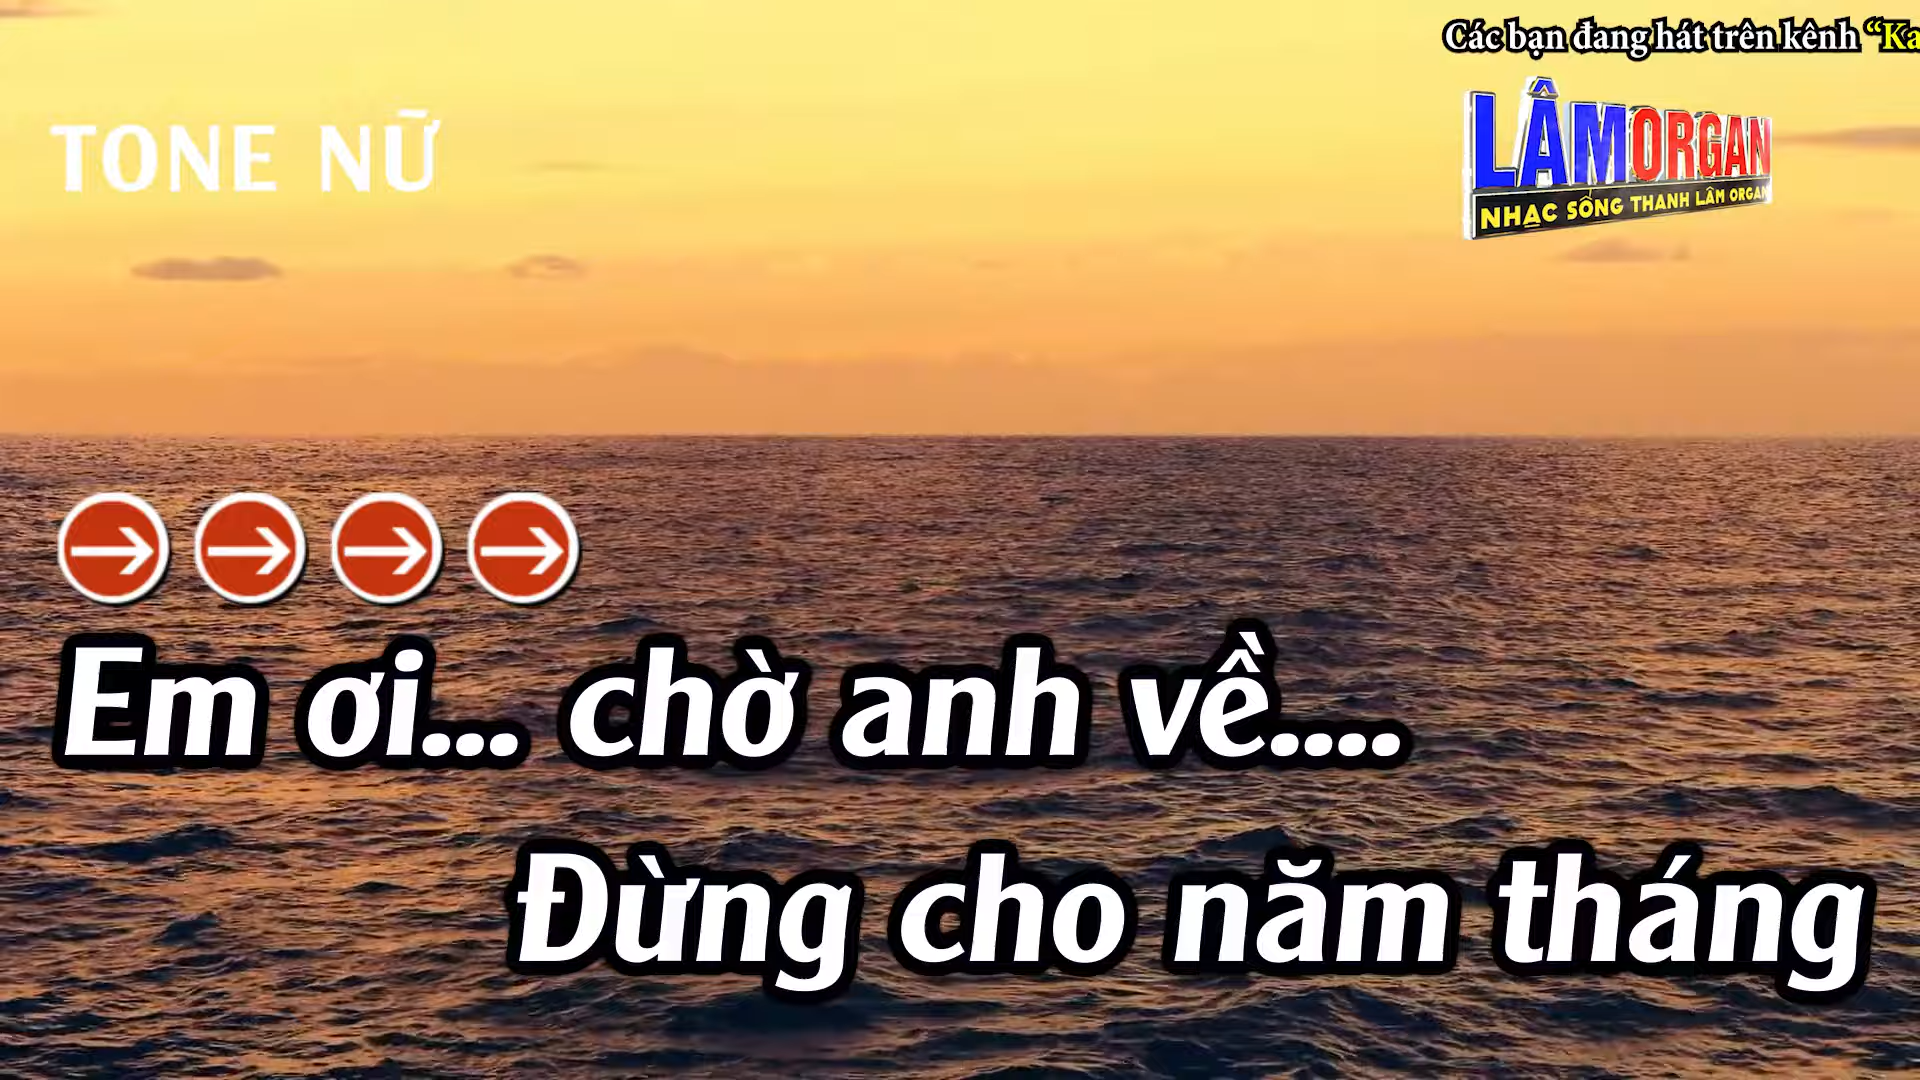 Các bạn đang hát trên kênh “Ka
TONE NỮ
LÂM ORGAN
NHẠC SỐNG THANH LÂM ORGAN
Em ơi... chờ anh về....
Đừng cho năm tháng